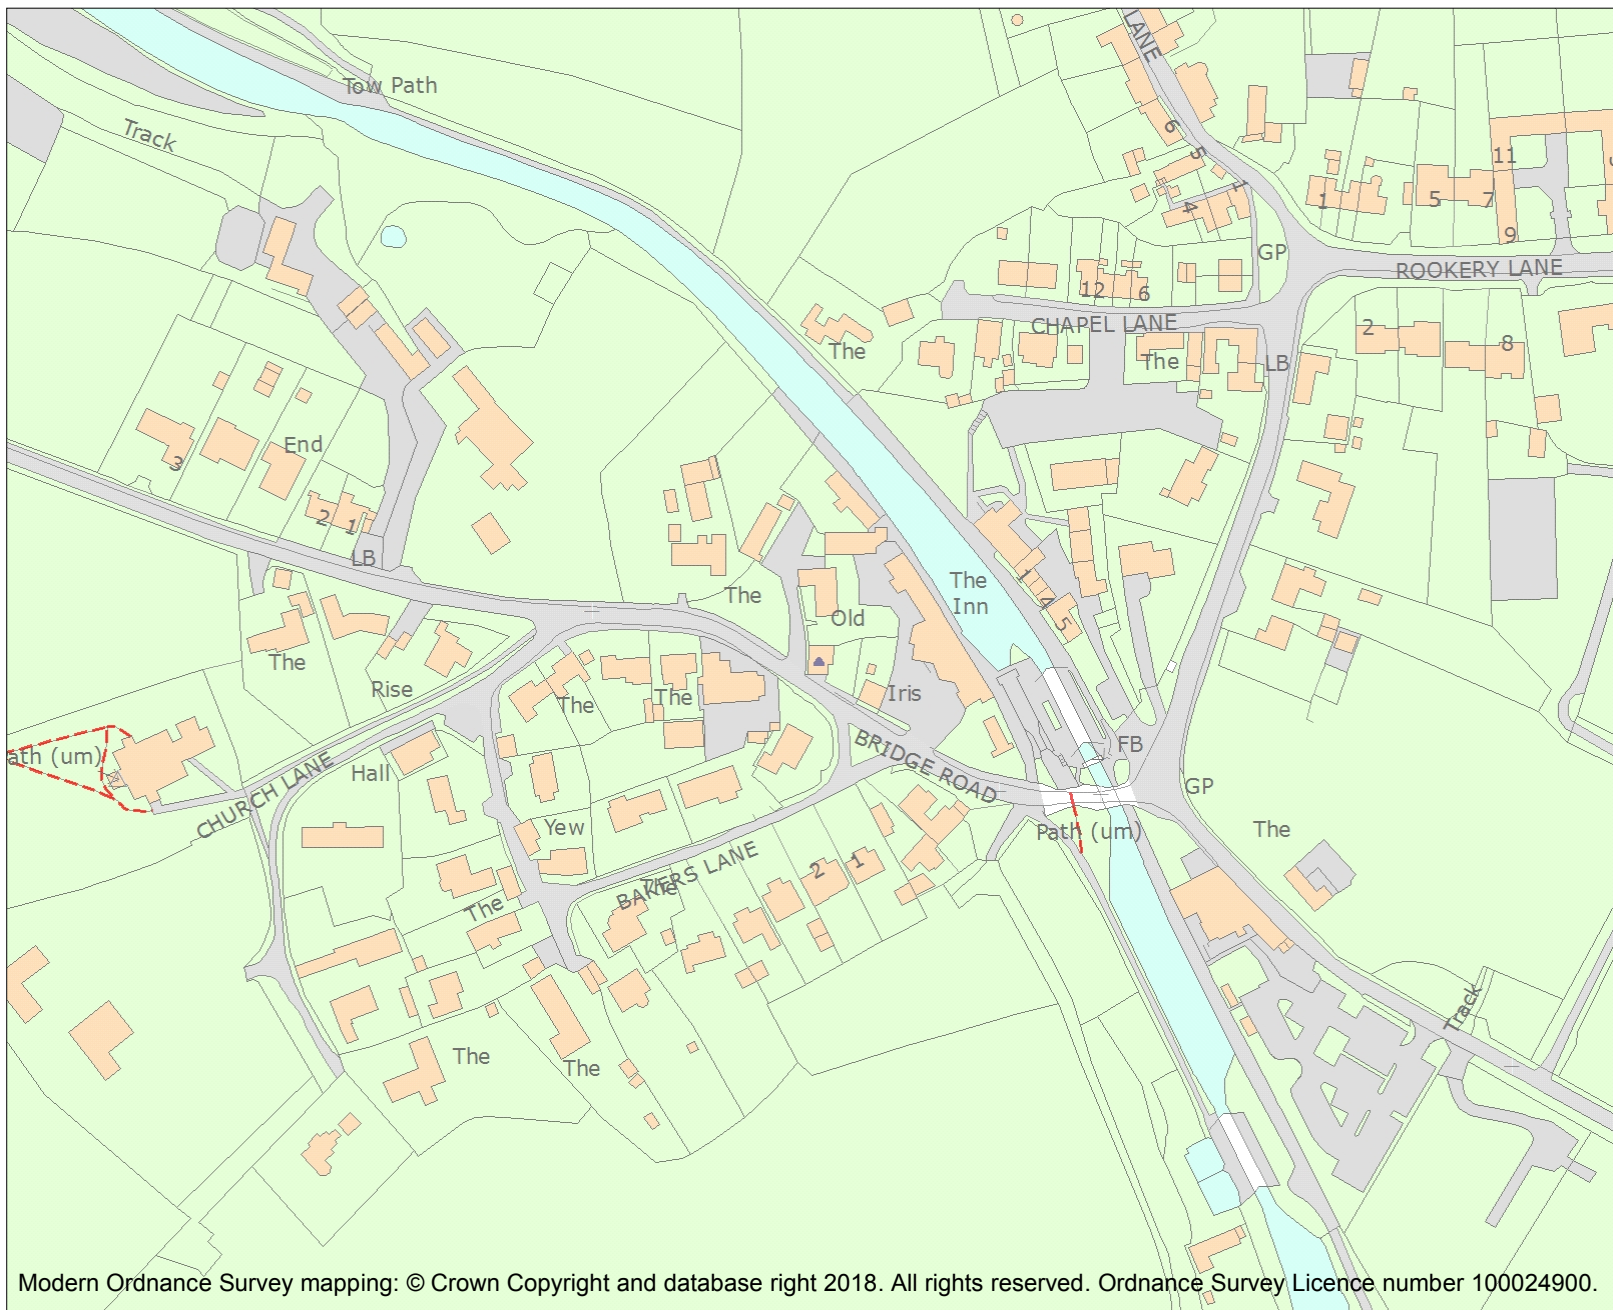 LANE
Tow Path
Track
6
5
1
4
11
1
5
7
9
GP
ROOKERY LANE
12
6
CHAPEL LANE
The
The
LB
2
8
End
3
2
1
LB
The
Inn
The
Old
1
4
5
The
Rise
The
The
Iris
BRIDGE ROAD
FB
GP
ath (um)
Hall
CHURCH LANE
Yew
Path (um)
The
BAKERS LANE
The
2
1
The
The
The
Track
Modern Ordnance Survey mapping: © Crown Copyright and database right 2018. All rights reserved. Ordnance Survey Licence number 100024900.